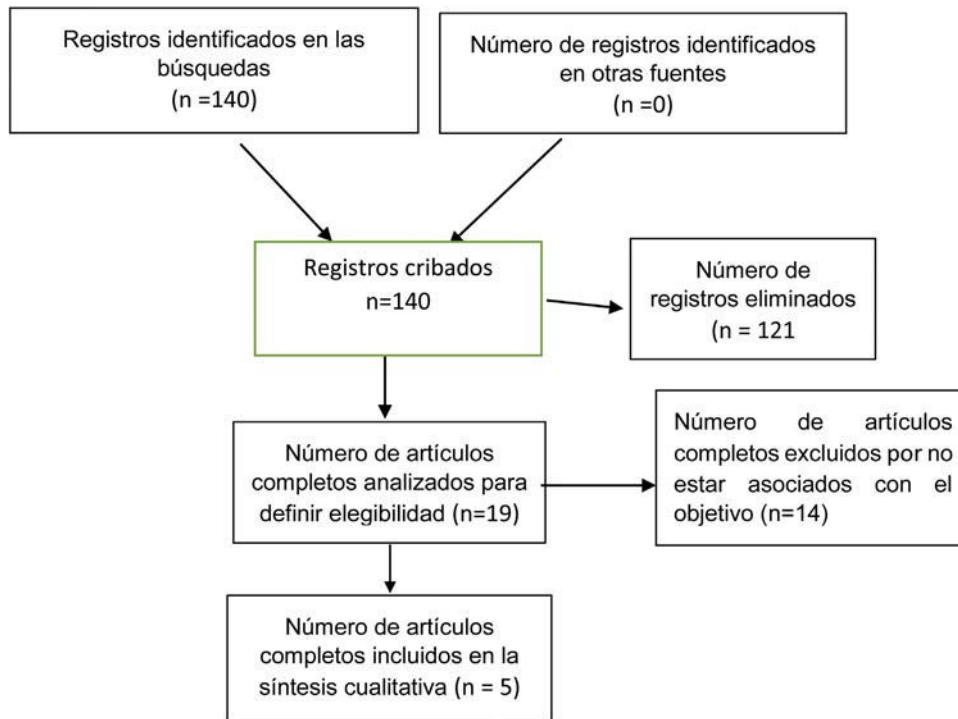 Registros identificados en las
búsquedas
(n =140)
Número de registros identificados
en otras fuentes
(n =0)
Registros cribados
n=140
Número de
registros eliminados
(n = 121
Número de artículos
completos analizados para
definir elegibilidad (n=19)
Número de artículos
completos excluidos por no
estar asociados con el
objetivo (n=14)
Número de artículos
completos incluidos en la
síntesis cualitativa (n = 5)